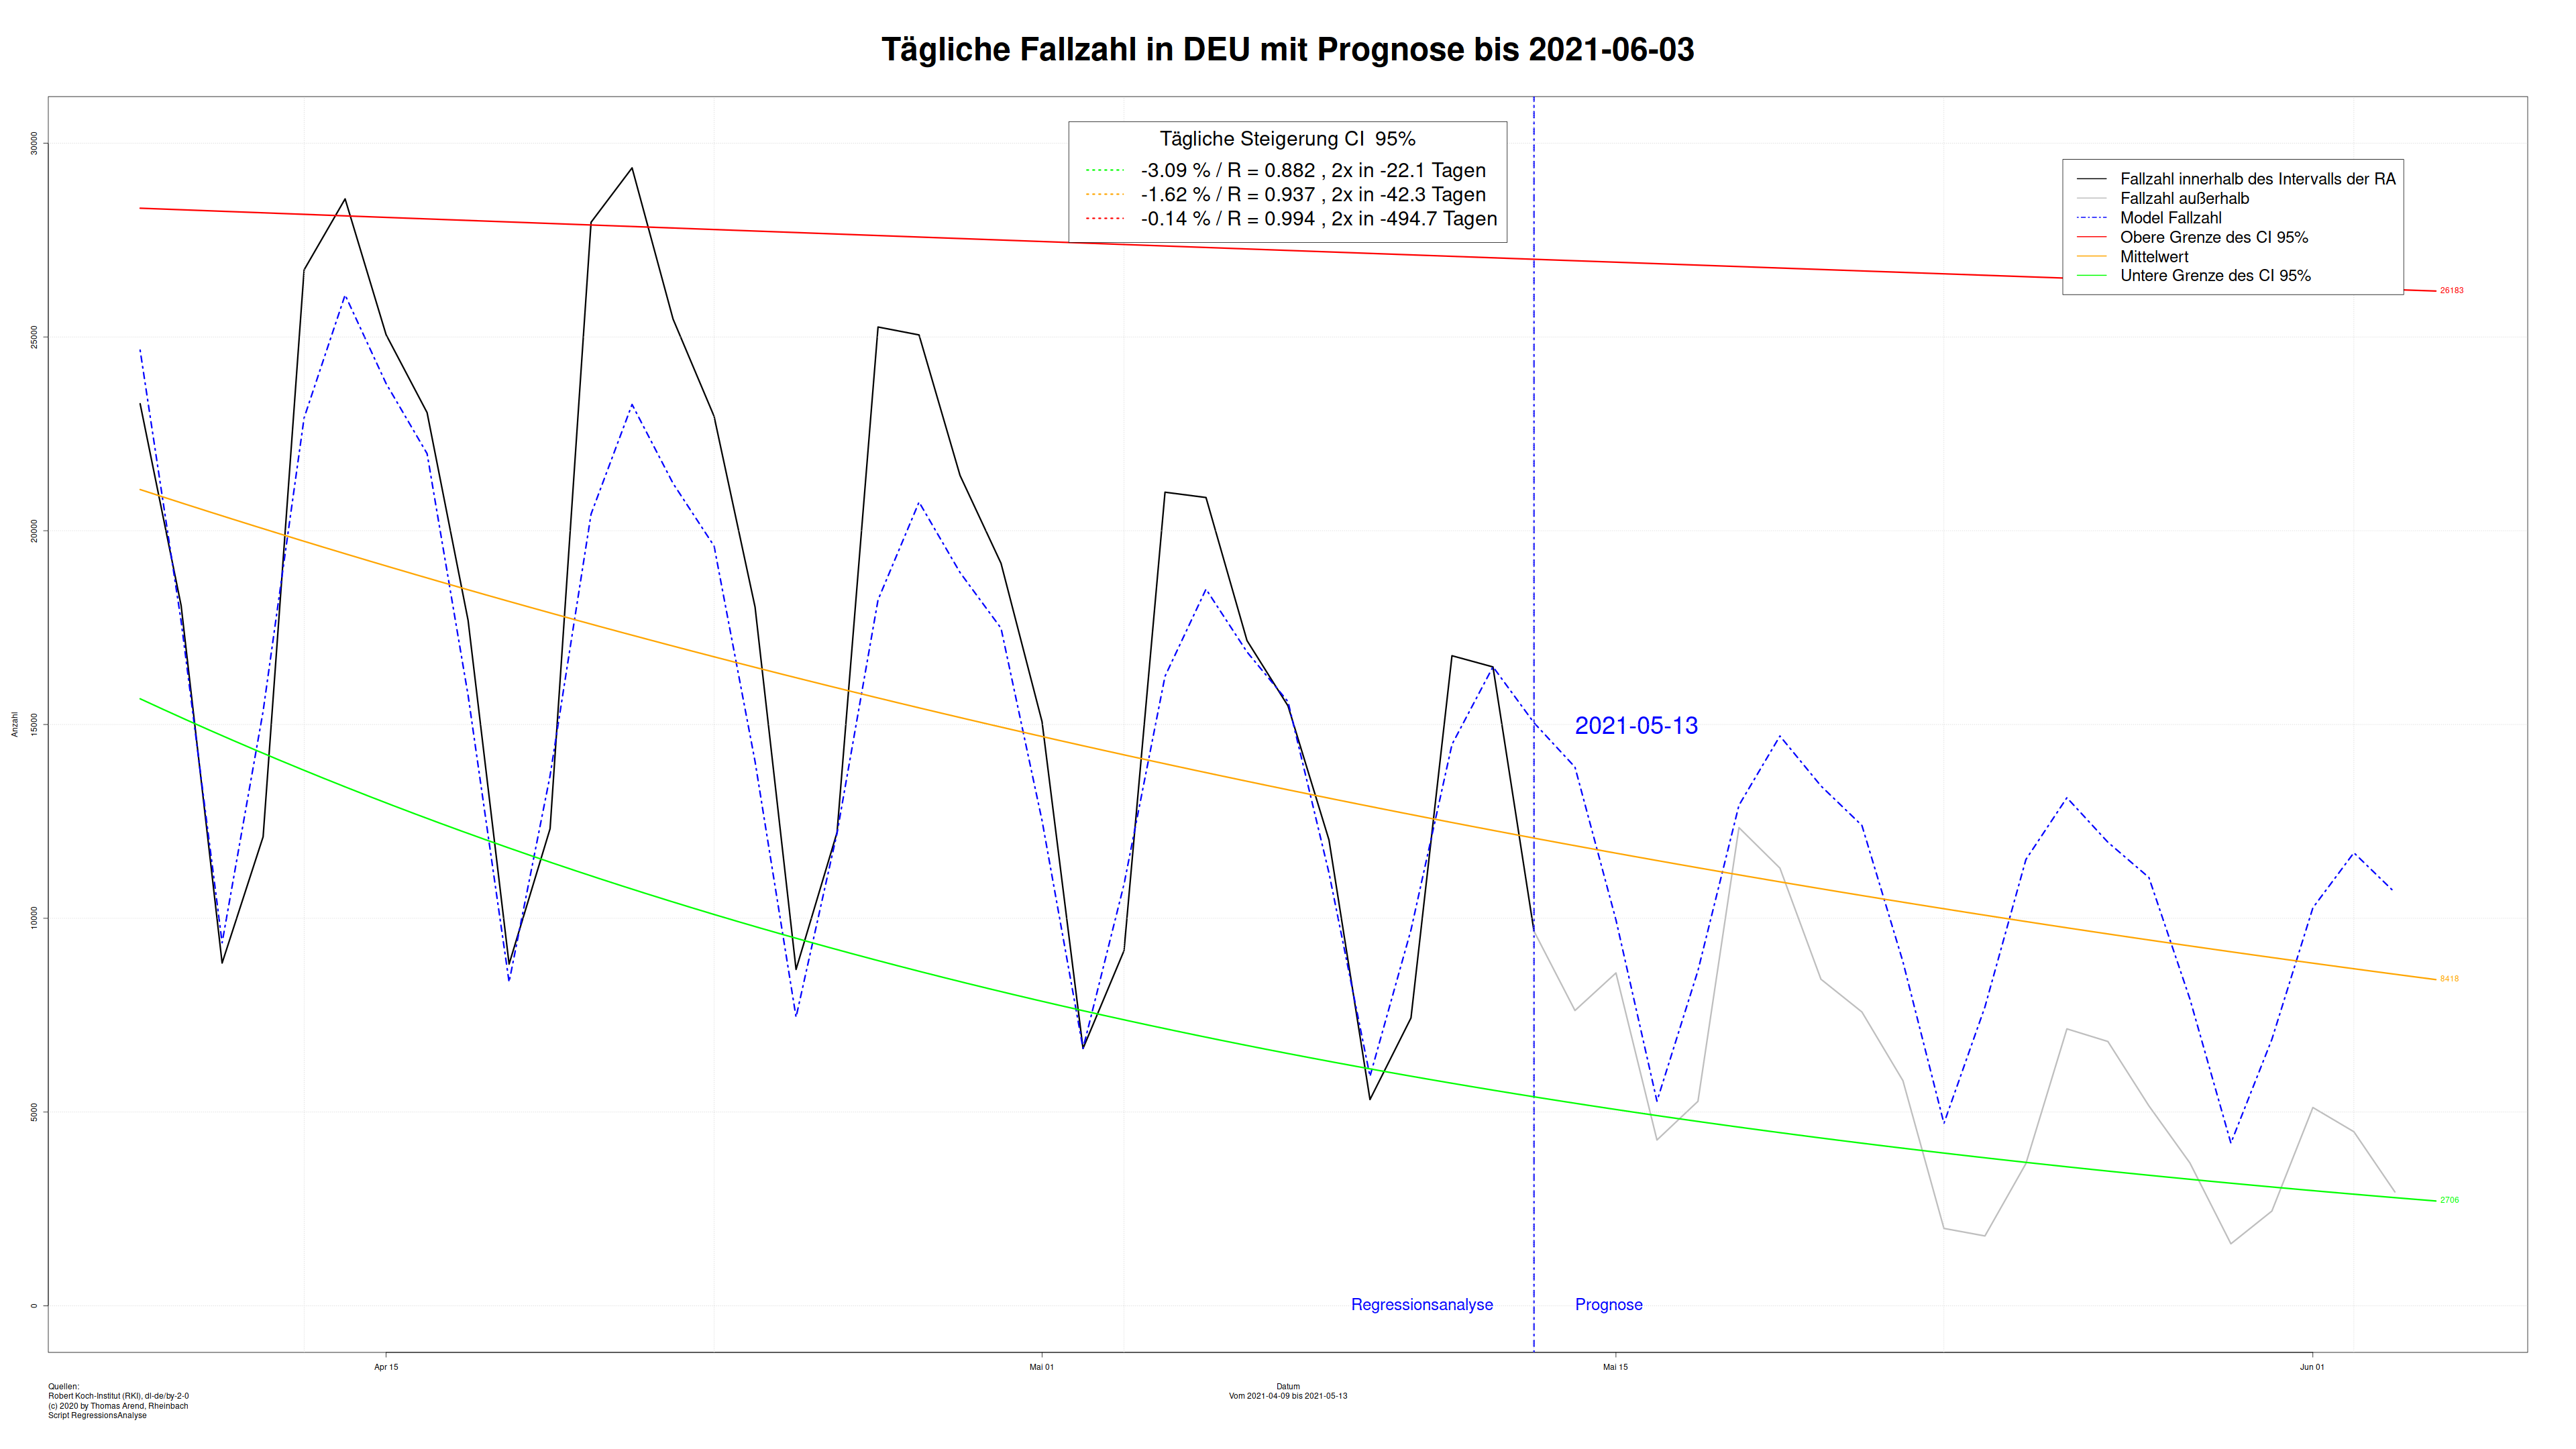 Tägliche Fallzahl in DEU mit Prognose bis 2021-06-03
Tägliche Steigerung CI  95%
-3.09 % / R = 0.882 , 2x in -22.1 Tagen
-1.62 % / R = 0.937 , 2x in -42.3 Tagen
-0.14 % / R = 0.994 , 2x in -494.7 Tagen
Fallzahl innerhalb des Intervalls der RA
Fallzahl außerhalb
Model Fallzahl
Obere Grenze des CI 95%
Mittelwert
Untere Grenze des CI 95%
30000
25000
20000
15000
10000
5000
0
Anzahl
26183
2021-05-13
8418
2706
Regressionsanalyse
Prognose
Apr 15
Mai 01
Mai 15
Jun 01
Datum
Vom 2021-04-09 bis 2021-05-13
Quellen:
Robert Koch-Institut (RKI), dl-de/by-2-0
(c) 2020 by Thomas Arend, Rheinbach
Script RegressionsAnalyse